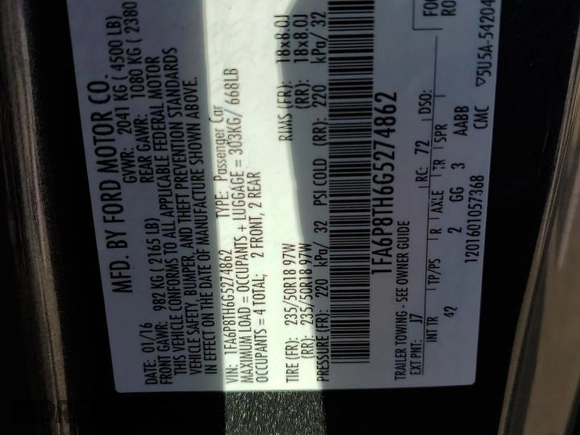 MFD. BY FORD MOTOR CO.
DATE: 01/16 GVWR: 2041 KG ( 4500 LB)
FRONT GAWR: 982 KG ( 2165 LB) REAR GAWR: 1080 KG ( 2380
THIS VEHICLE CONFORMS TO ALL APPLICABLE FEDERAL MOTOR
VEHICLE SAFETY, BUMPER, AND THEFT PREVENTION STANDARDS
IN EFFECT ON THE DATE OF MANUFACTURE SHOWN ABOVE.
VIN: 1FA6P8TH6G5274862 TYPE: Passenger Car
MAXIMUM LOAD = OCCUPANTS + LUGGAGE = 303KG/ 668LB
OCCUPANTS = 4 TOTAL; 2 FRONT, 2 REAR
TIRE (FR): 235/50R18 97W RIMS (FR): 18x8.0J
(RR): 235/50R18 97W (RR): 18x8.0J
PRESSURE (FR): 220 kPa/ 32 PSI COLD (RR): 220 kPa/ 32
1FA6P8TH6G5274862
TRAILER TOWING - SEE OWNER GUIDE
EXT PNT: J7 RC: 72 DSO:
INT TR TP/PS R AXLE TR SPR
2 GG 3 AABB
1201601057368 CMC
▽5U5A-54204